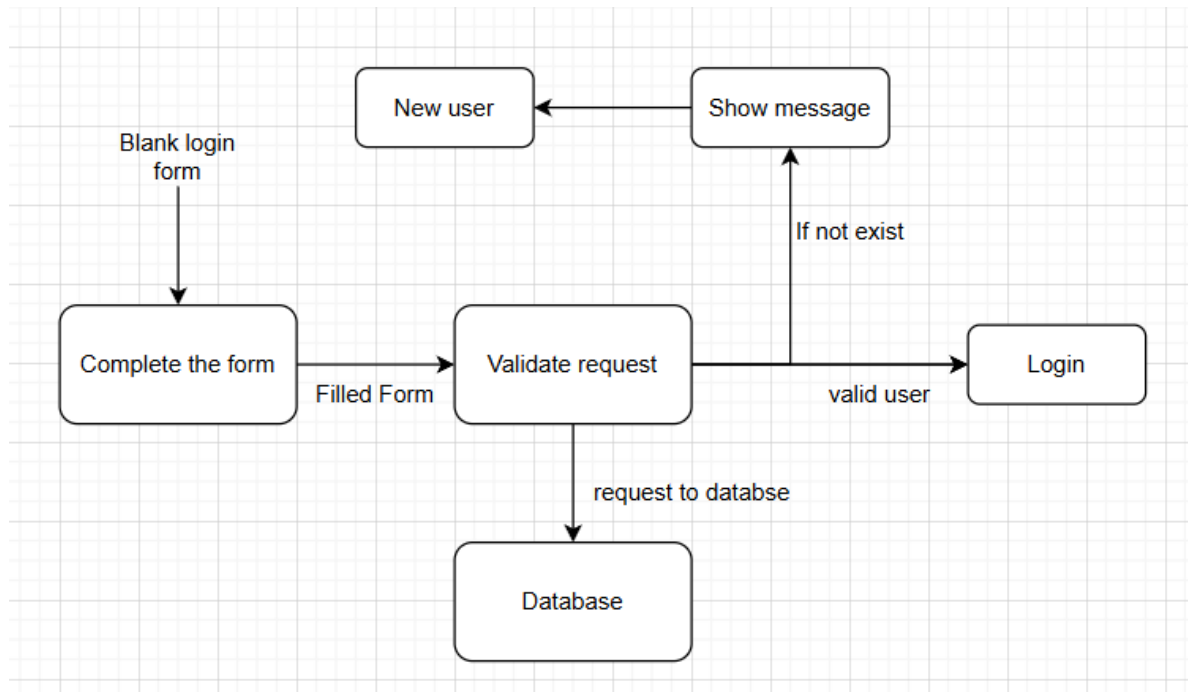 New user
Show message
Blank login
form
If not exist
Complete the form
Filled Form
Validate request
valid user
Login
request to databse
Database